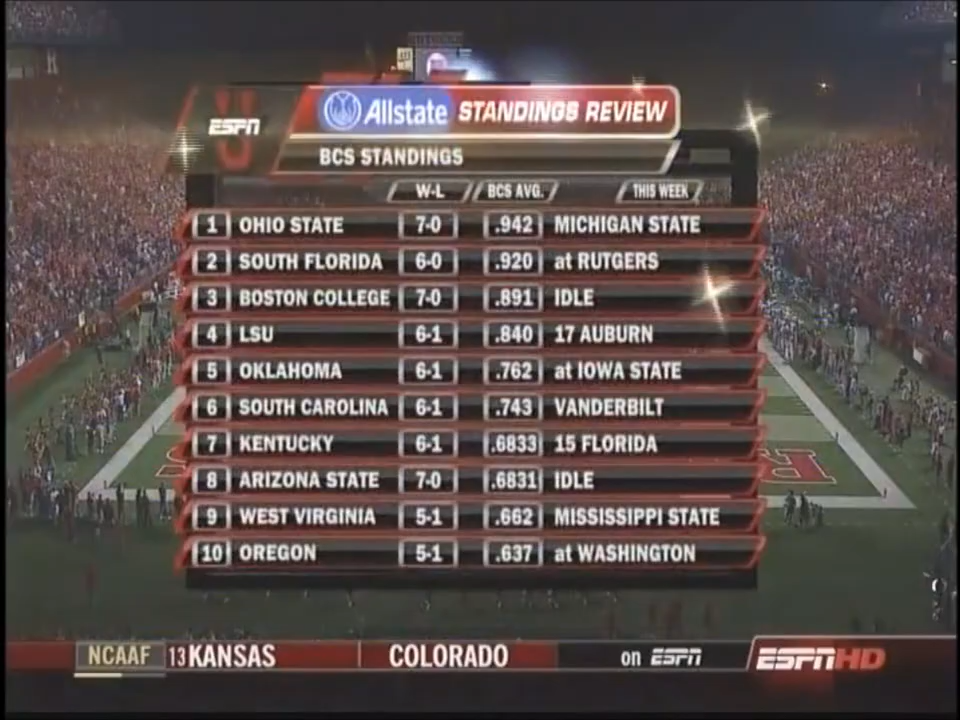 ESPN Allstate STANDINGS REVIEW
BCS STANDINGS
W-L BCS AVG. THIS WEEK
1 OHIO STATE 7-0 .942 MICHIGAN STATE
2 SOUTH FLORIDA 6-0 .920 at RUTGERS
3 BOSTON COLLEGE 7-0 .891 IDLE
4 LSU 6-1 .840 17 AUBURN
5 OKLAHOMA 6-1 .762 at IOWA STATE
6 SOUTH CAROLINA 6-1 .743 VANDERBILT
7 KENTUCKY 6-1 .6833 15 FLORIDA
8 ARIZONA STATE 7-0 .6831 IDLE
9 WEST VIRGINIA 5-1 .662 MISSISSIPPI STATE
10 OREGON 5-1 .637 at WASHINGTON
NCAAF 13 KANSAS COLORADO on ESPN ESPN HD